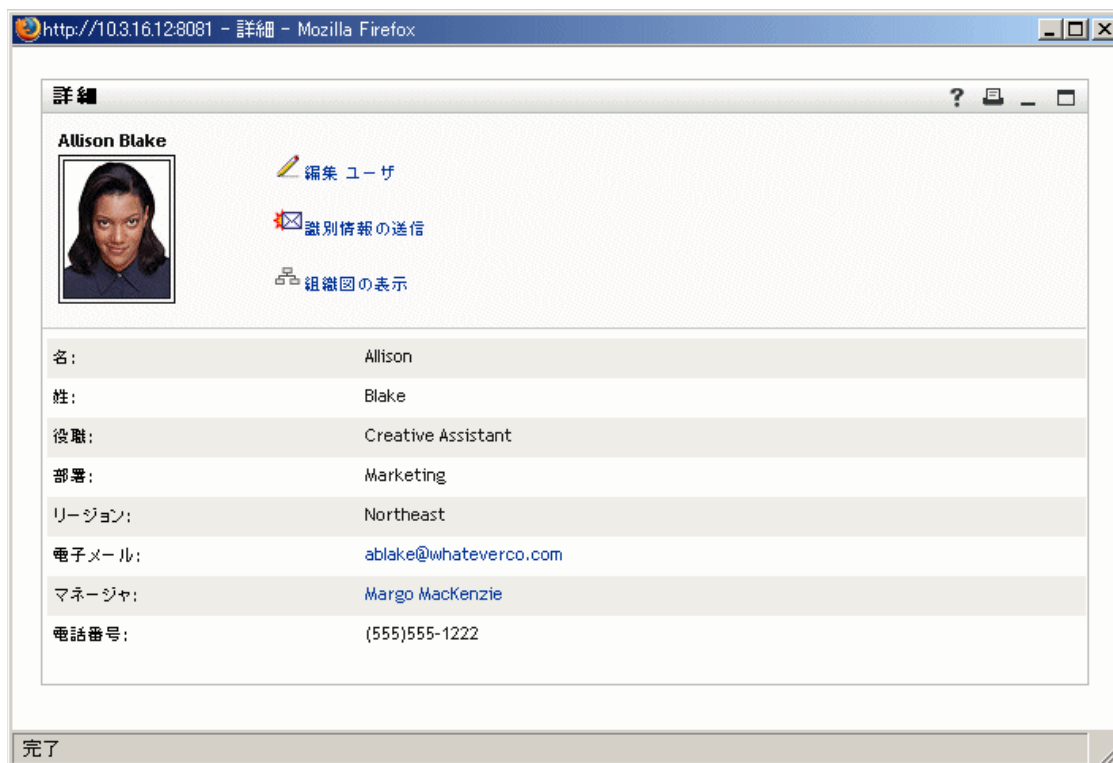 http://10.3.16.12:8081 - 詳細 - Mozilla Firefox
詳細
?
Allison Blake
編集 ユーザ
識別情報の送信
組織図の表示
名: Allison
姓: Blake
役職: Creative Assistant
部署: Marketing
リージョン: Northeast
電子メール: ablake@whateverco.com
マネージャ: Margo MacKenzie
電話番号: (555)555-1222
完了